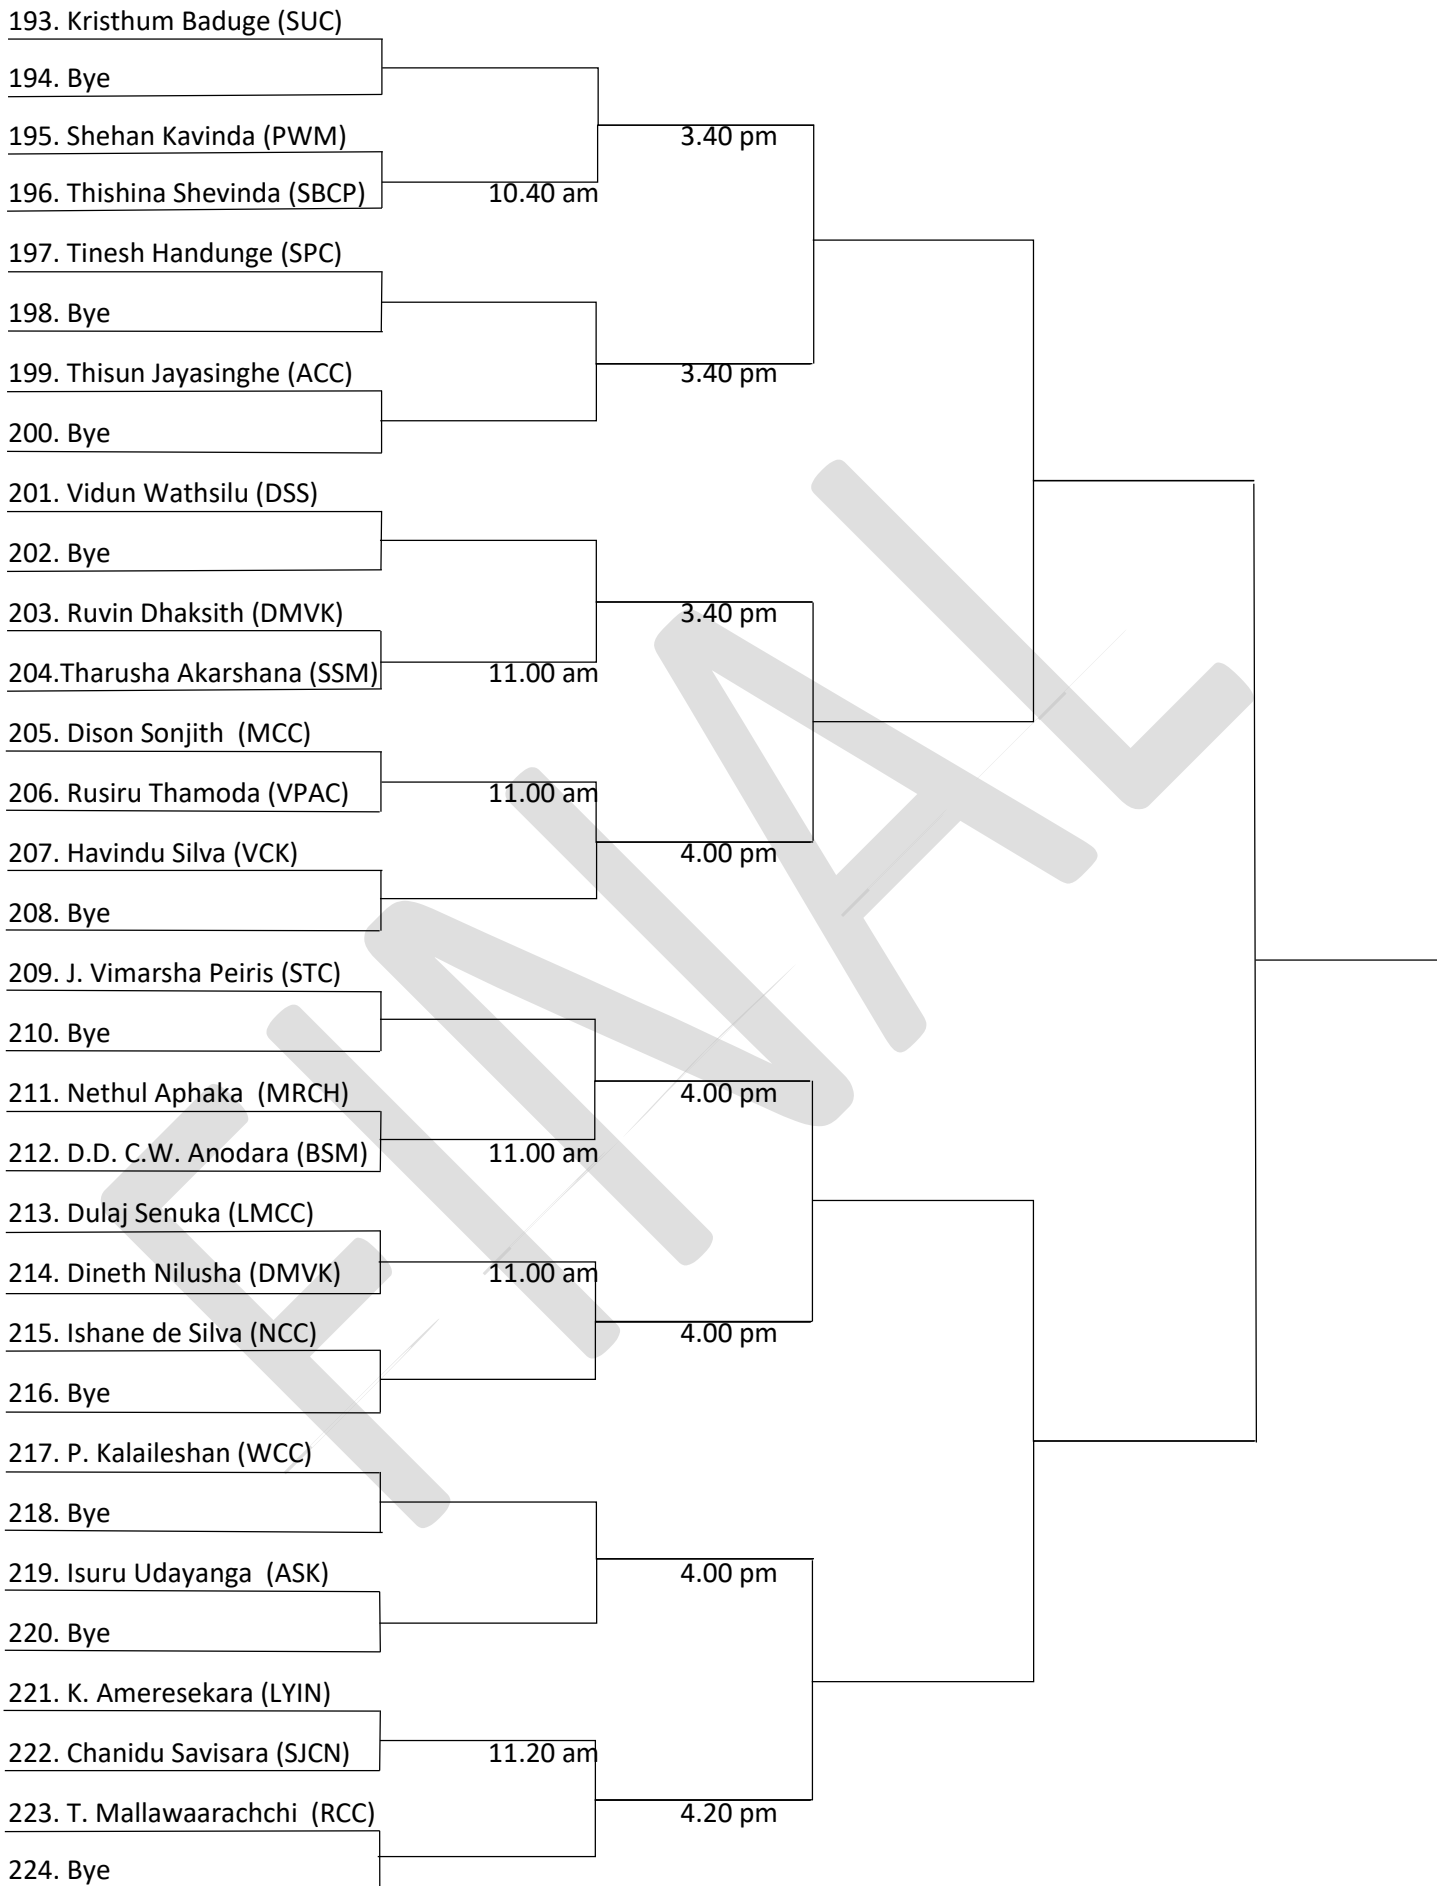 193. Kristhum Baduge (SUC)
194. Bye
195. Shehan Kavinda (PWM)
3.40 pm
196. Thishina Shevinda (SBCP)
10.40 am
197. Tinesh Handunge (SPC)
198. Bye
199. Thisun Jayasinghe (ACC)
3.40 pm
200. Bye
201. Vidun Wathsilu (DSS)
202. Bye
203. Ruvin Dhaksith (DMVK)
3.40 pm
204.Tharusha Akarshana (SSM)
11.00 am
205. Dison Sonjith  (MCC)
206. Rusiru Thamoda (VPAC)
11.00 am
207. Havindu Silva (VCK)
4.00 pm
208. Bye
209. J. Vimarsha Peiris (STC)
210. Bye
211. Nethul Aphaka  (MRCH)
4.00 pm
212. D.D. C.W. Anodara (BSM)
11.00 am
213. Dulaj Senuka (LMCC)
214. Dineth Nilusha (DMVK)
11.00 am
215. Ishane de Silva (NCC)
4.00 pm
216. Bye
217. P. Kalaileshan (WCC)
218. Bye
219. Isuru Udayanga  (ASK)
4.00 pm
220. Bye
221. K. Ameresekara (LYIN)
222. Chanidu Savisara (SJCN)
11.20 am
223. T. Mallawaarachchi  (RCC)
4.20 pm
224. Bye
FINAL